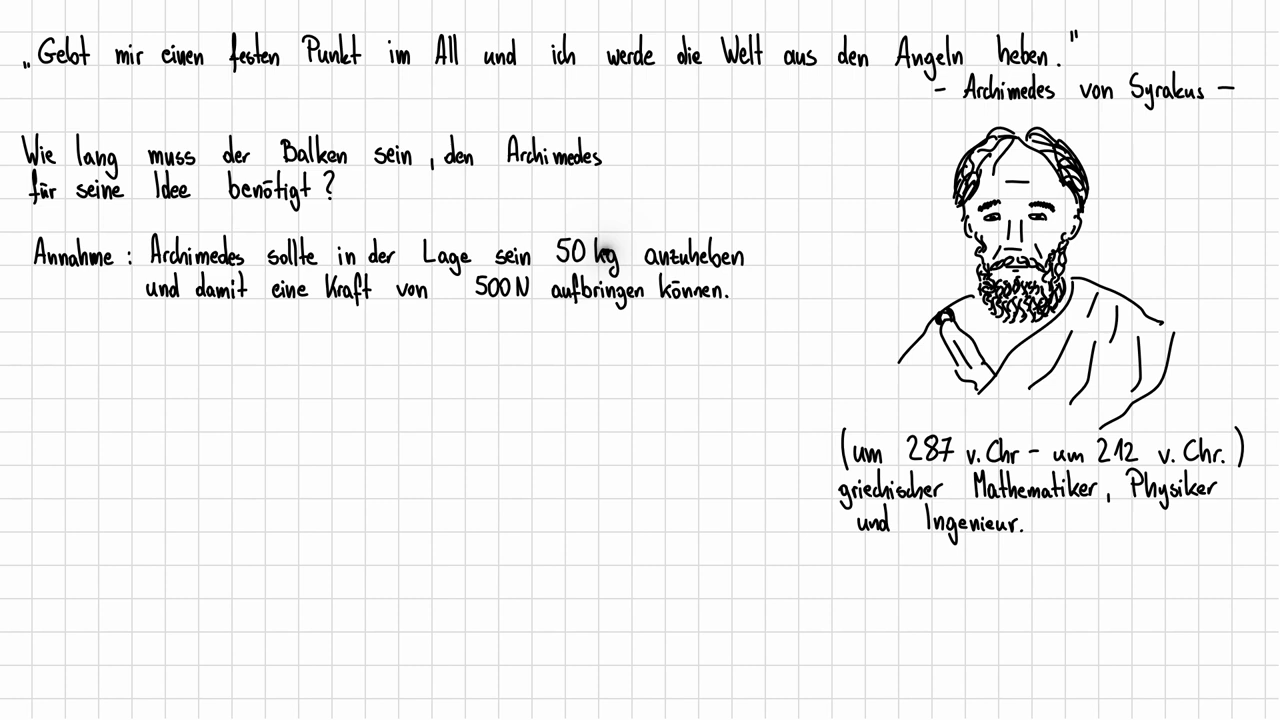 „Gebt mir einen festen Punkt im All und ich werde die Welt aus den Angeln heben."
- Archimedes von Syrakus -
Wie lang muss der Balken sein, den Archimedes
für seine Idee benötigt?
Annahme: Archimedes sollte in der Lage sein 50 kg anzuheben
und damit eine Kraft von 500 N aufbringen können.
(um 287 v. Chr - um 212 v. Chr.)
griechischer Mathematiker, Physiker
und Ingenieur.